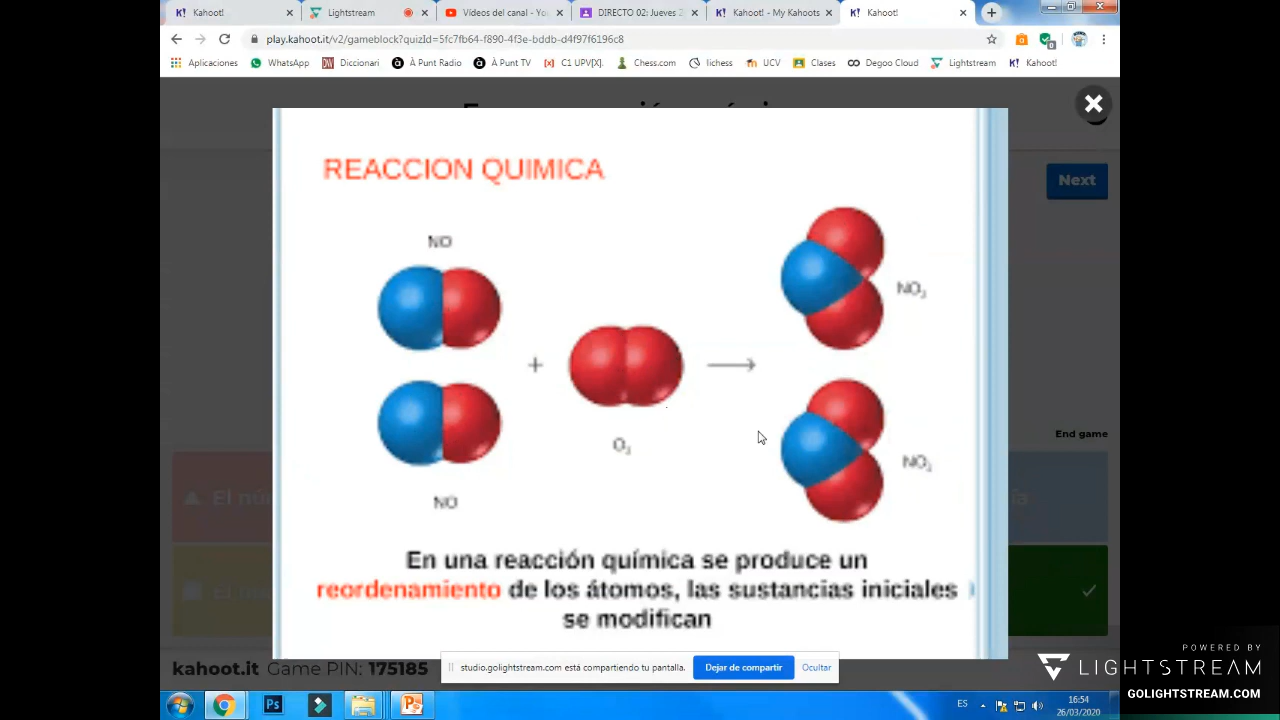 Kahoot!
Lightstream
Vídeos del canal - Yo
DIRECTO 02: Jueves 2
Kahoot! - My Kahoots
Kahoot!
play.kahoot.it/v2/gameblock?quizId=5fc7fb64-f890-4f3e-bddb-d4f97f6196c8
Aplicaciones
WhatsApp
Diccionari
À Punt Radio
À Punt TV
C1 UPV[X].
Chess.com
lichess
UCV
Clases
Degoo Cloud
Lightstream
Kahoot!
Next
REACCION QUIMICA
NO
NO₂
+
O₂
NO₂
NO
End game
En una reacción química se produce un
reordenamiento de los átomos, las sustancias iniciales
se modifican
kahoot.it Game PIN: 175185
studio.golightstream.com está compartiendo tu pantalla.
Dejar de compartir
Ocultar
POWERED BY
LIGHTSTREAM
GOLIGHTSTREAM.COM
Ps
ES
16:54
26/03/2020